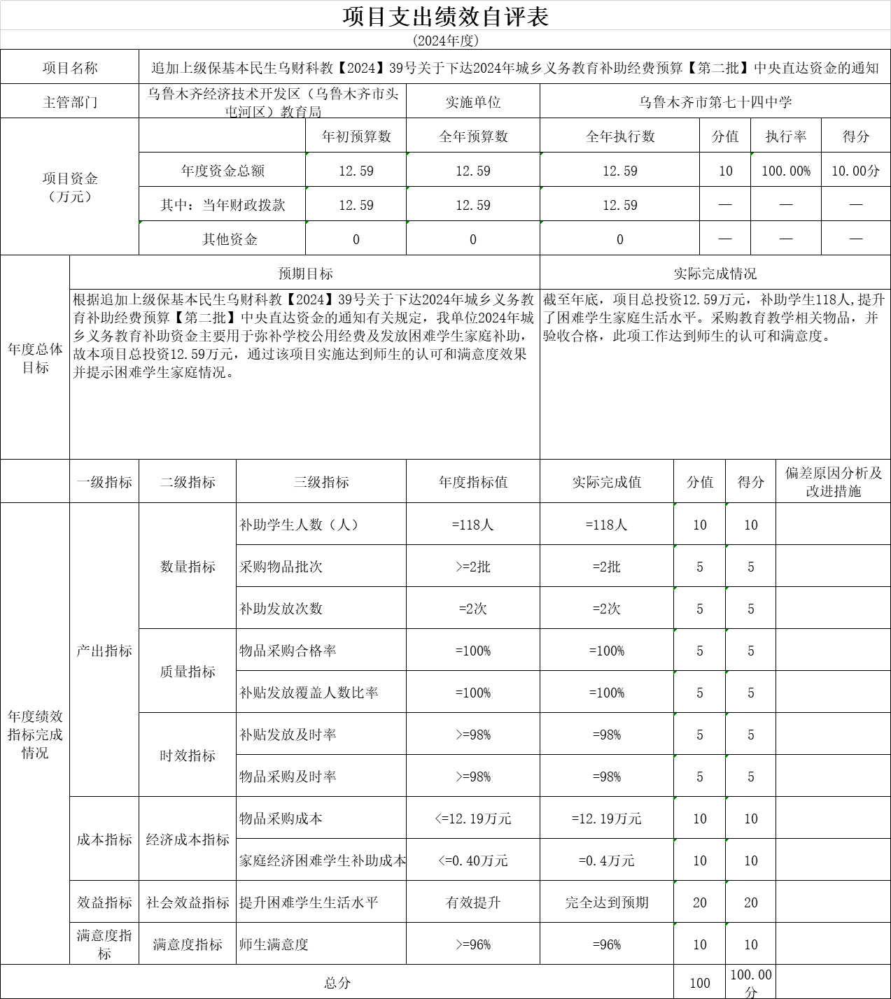 项目支出绩效自评表
(2024年度)
项目名称 追加上级保基本民生乌财科教【2024】39号关于下达2024年城乡义务教育补助经费预算【第二批】中央直达资金的通知
主管部门 乌鲁木齐经济技术开发区（乌鲁木齐市头
屯河区）教育局 实施单位 乌鲁木齐市第七十四中学
项目资金
（万元）
年初预算数 全年预算数 全年执行数 分值 执行率 得分
年度资金总额 12.59 12.59 12.59 10 100.00% 10.00分
其中：当年财政拨款 12.59 12.59 12.59 — — —
其他资金 0 0 0 — — —
年度总体
目标
预期目标 实际完成情况
根据追加上级保基本民生乌财科教【2024】39号关于下达2024年城乡义务教
育补助经费预算【第二批】中央直达资金的通知有关规定，我单位2024年城
乡义务教育补助资金主要用于弥补学校公用经费及发放困难学生家庭补助，
故本项目总投资12.59万元，通过该项目实施达到师生的认可和满意度效果
并提示困难学生家庭情况。
截至年底，项目总投资12.59万元，补助学生118人,提升
了困难学生家庭生活水平。采购教育教学相关物品，并
验收合格，此项工作达到师生的认可和满意度。
一级指标 二级指标 三级指标 年度指标值 实际完成值 分值 得分 偏差原因分析及
改进措施
年度绩效
指标完成
情况
产出指标
数量指标
补助学生人数（人） =118人 =118人 10 10
采购物品批次 >=2批 =2批 5 5
补助发放次数 =2次 =2次 5 5
质量指标
物品采购合格率 =100% =100% 5 5
补贴发放覆盖人数比率 =100% =100% 5 5
时效指标
补贴发放及时率 >=98% =98% 5 5
物品采购及时率 >=98% =98% 5 5
成本指标 经济成本指标
物品采购成本 <=12.19万元 =12.19万元 10 10
家庭经济困难学生补助成本 <=0.40万元 =0.4万元 10 10
效益指标 社会效益指标 提升困难学生生活水平 有效提升 完全达到预期 20 20
满意度指
标 满意度指标 师生满意度 >=96% =96% 10 10
总分 100 100.00
分